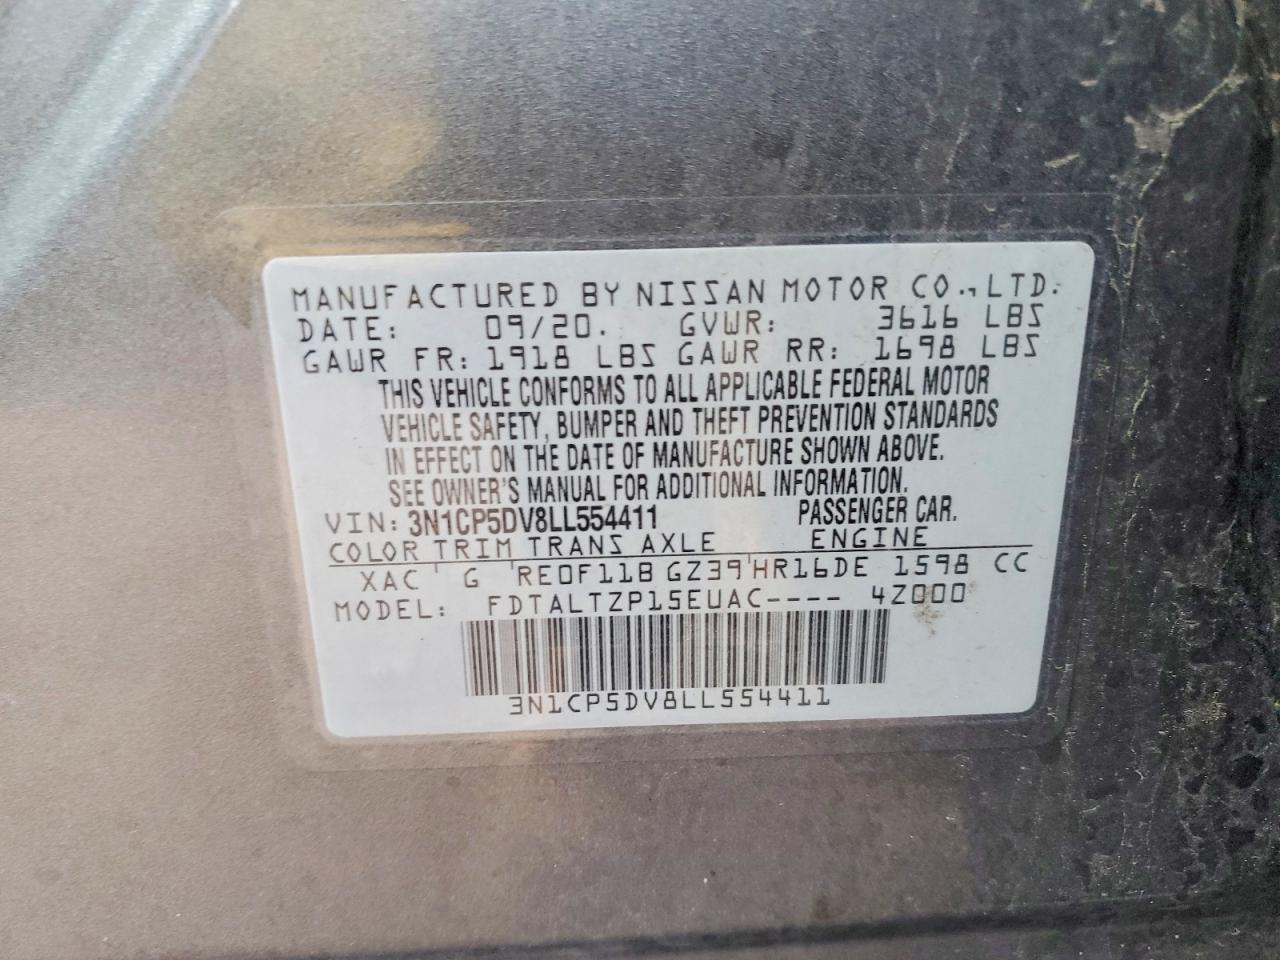 MANUFACTURED BY NISSAN MOTOR CO., LTD.
DATE: 09/20. GVWR: 3616 LBS
GAWR FR: 1918 LBS GAWR RR: 1698 LBS
THIS VEHICLE CONFORMS TO ALL APPLICABLE FEDERAL MOTOR
VEHICLE SAFETY, BUMPER AND THEFT PREVENTION STANDARDS
IN EFFECT ON THE DATE OF MANUFACTURE SHOWN ABOVE.
SEE OWNER'S MANUAL FOR ADDITIONAL INFORMATION.
VIN: 3N1CP5DV8LL554411 PASSENGER CAR.
COLOR TRIM TRANS AXLE ENGINE
XAC G RE0F11B GZ39 HR16DE 1598 CC
MODEL: FDTALTZP15EUAC---- 4Z000
3N1CP5DV8LL554411